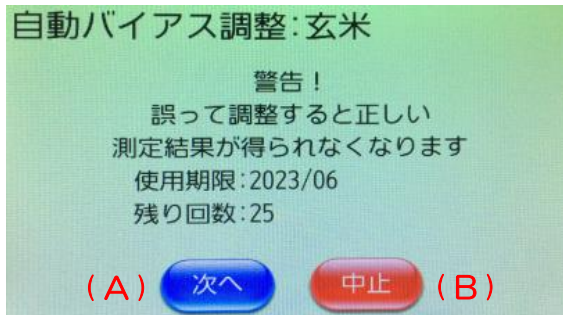 自動バイアス調整:玄米
警告!
誤って調整すると正しい
測定結果が得られなくなります
使用期限:2023/06
残り回数:25
(A) 次へ 中止 (B)